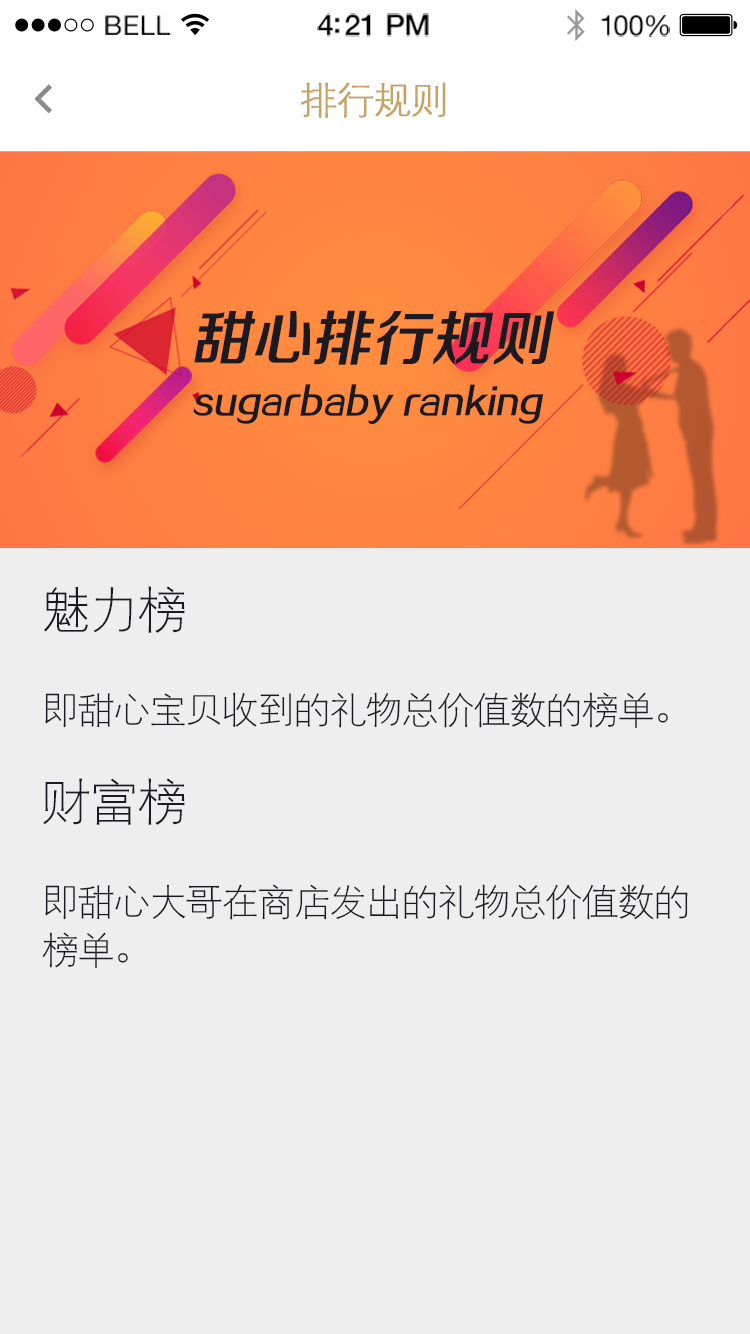 BELL 4:21 PM 100%
排行规则
甜心排行规则
sugarbaby ranking
魅力榜
即甜心宝贝收到的礼物总价值数的榜单。
财富榜
即甜心大哥在商店发出的礼物总价值数的
榜单。